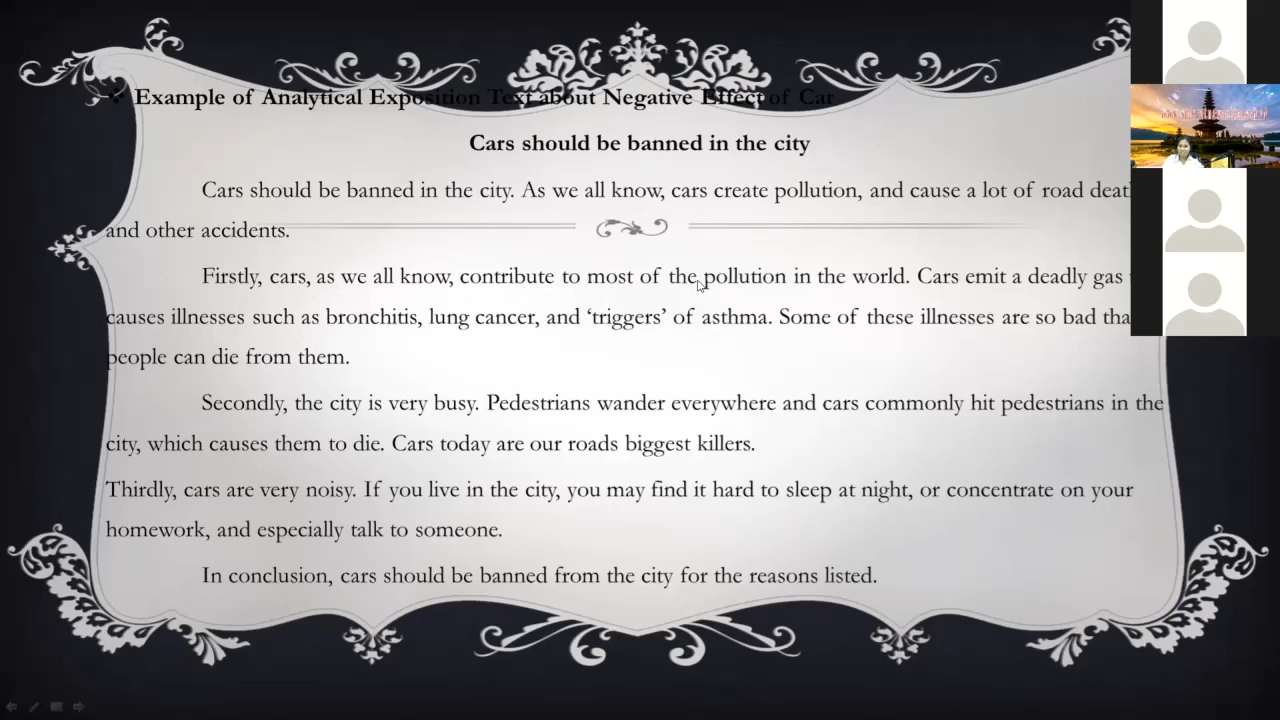 Example of Analytical Exposition Text about Negative Effect of Car
Cars should be banned in the city
Cars should be banned in the city. As we all know, cars create pollution, and cause a lot of road
and other accidents.
Firstly, cars, as we all know, contribute to most of the pollution in the world. Cars emit a deadly gas
causes illnesses such as bronchitis, lung cancer, and ‘triggers’ of asthma. Some of these illnesses are so bad
people can die from them.
Secondly, the city is very busy. Pedestrians wander everywhere and cars commonly hit pedestrians in the
city, which causes them to die. Cars today are our roads biggest killers.
Thirdly, cars are very noisy. If you live in the city, you may find it hard to sleep at night, or concentrate on your
homework, and especially talk to someone.
In conclusion, cars should be banned from the city for the reasons listed.